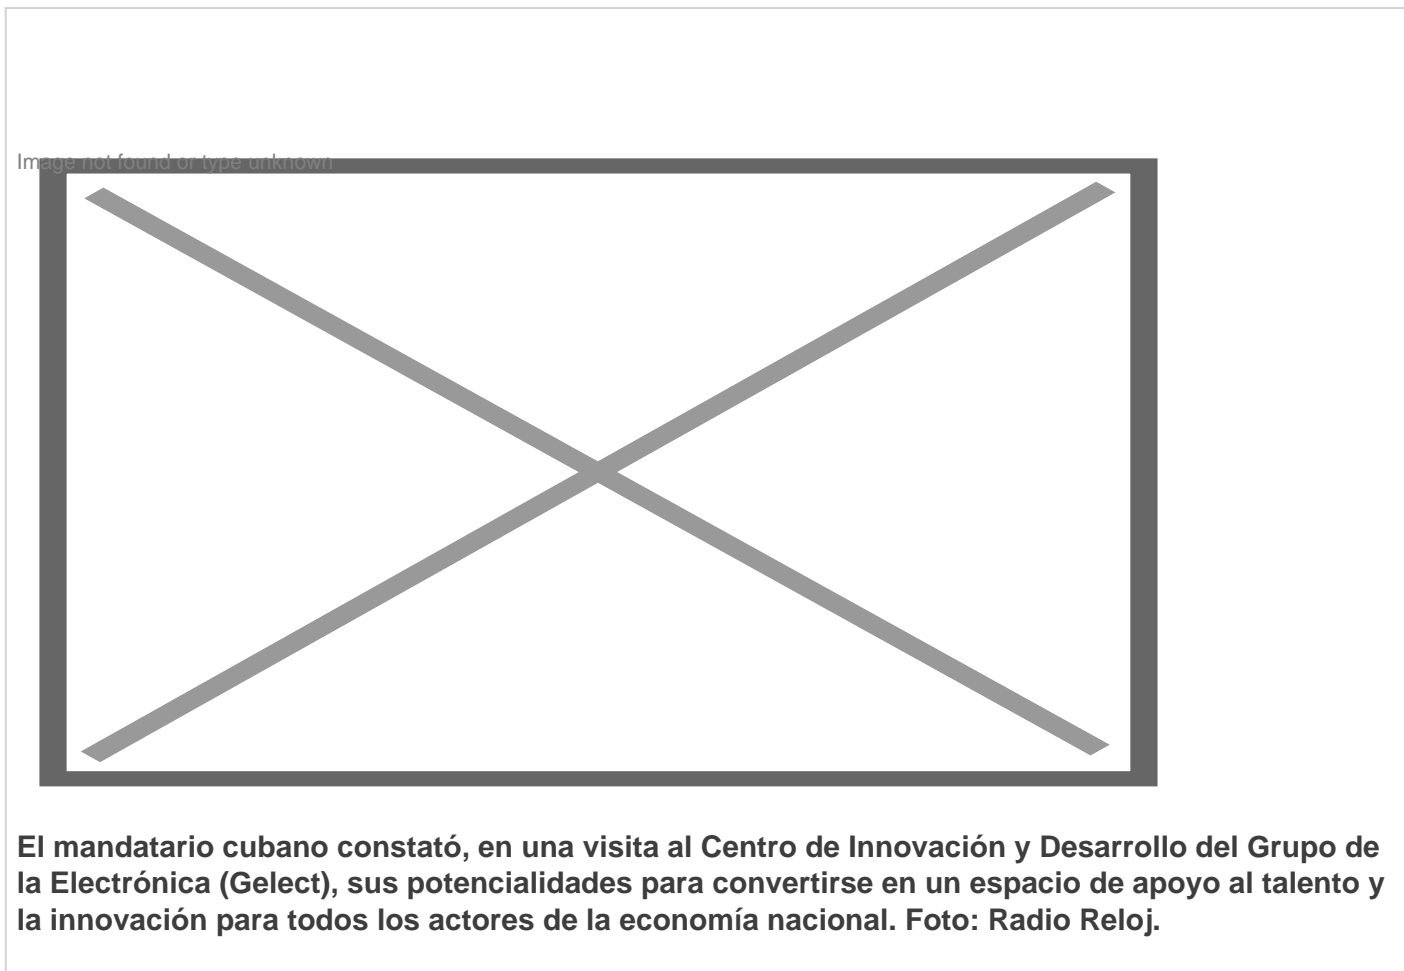 Image not found or type unknown
El mandatario cubano constató, en una visita al Centro de Innovación y Desarrollo del Grupo de
la Electrónica (Gelect), sus potencialidades para convertirse en un espacio de apoyo al talento y
la innovación para todos los actores de la economía nacional. Foto: Radio Reloj.